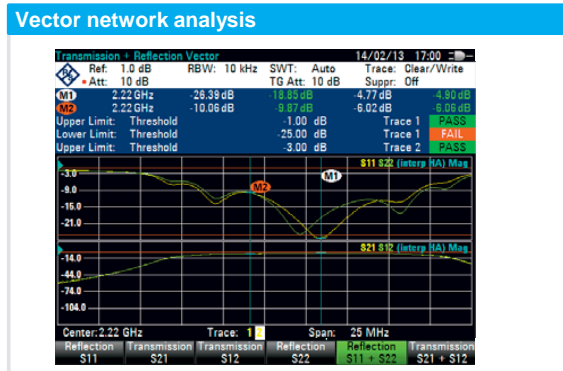 Vector network analysis
Transmission + Reflection Vector 14/02/13 17:00
Ref: 1.0 dB RBW: 10 kHz SWT: Auto Trace: Clear/Write
Att: 10 dB TG Att: 10 dB Suppr: Off
M1 2.22 GHz -26.39 dB -18.85 dB -4.77 dB -4.90 dB
M2 2.22 GHz -10.06 dB -9.87 dB -6.02 dB -6.06 dB
Upper Limit: Threshold -1.00 dB Trace 1 PASS
Lower Limit: Threshold -25.00 dB Trace 1 FAIL
Upper Limit: Threshold -3.00 dB Trace 2 PASS
S11 S22 (interp HA) Mag
-3.0
M1
M2
-9.0
-15.0
-21.0
S21 S12 (interp HA) Mag
-14.0
-44.0
-74.0
-104.0
Center: 2.22 GHz Trace: 1 2 Span: 25 MHz
Reflection Transmission Transmission Reflection Reflection Transmission
S11 S21 S12 S22 S11 + S22 S21 + S12